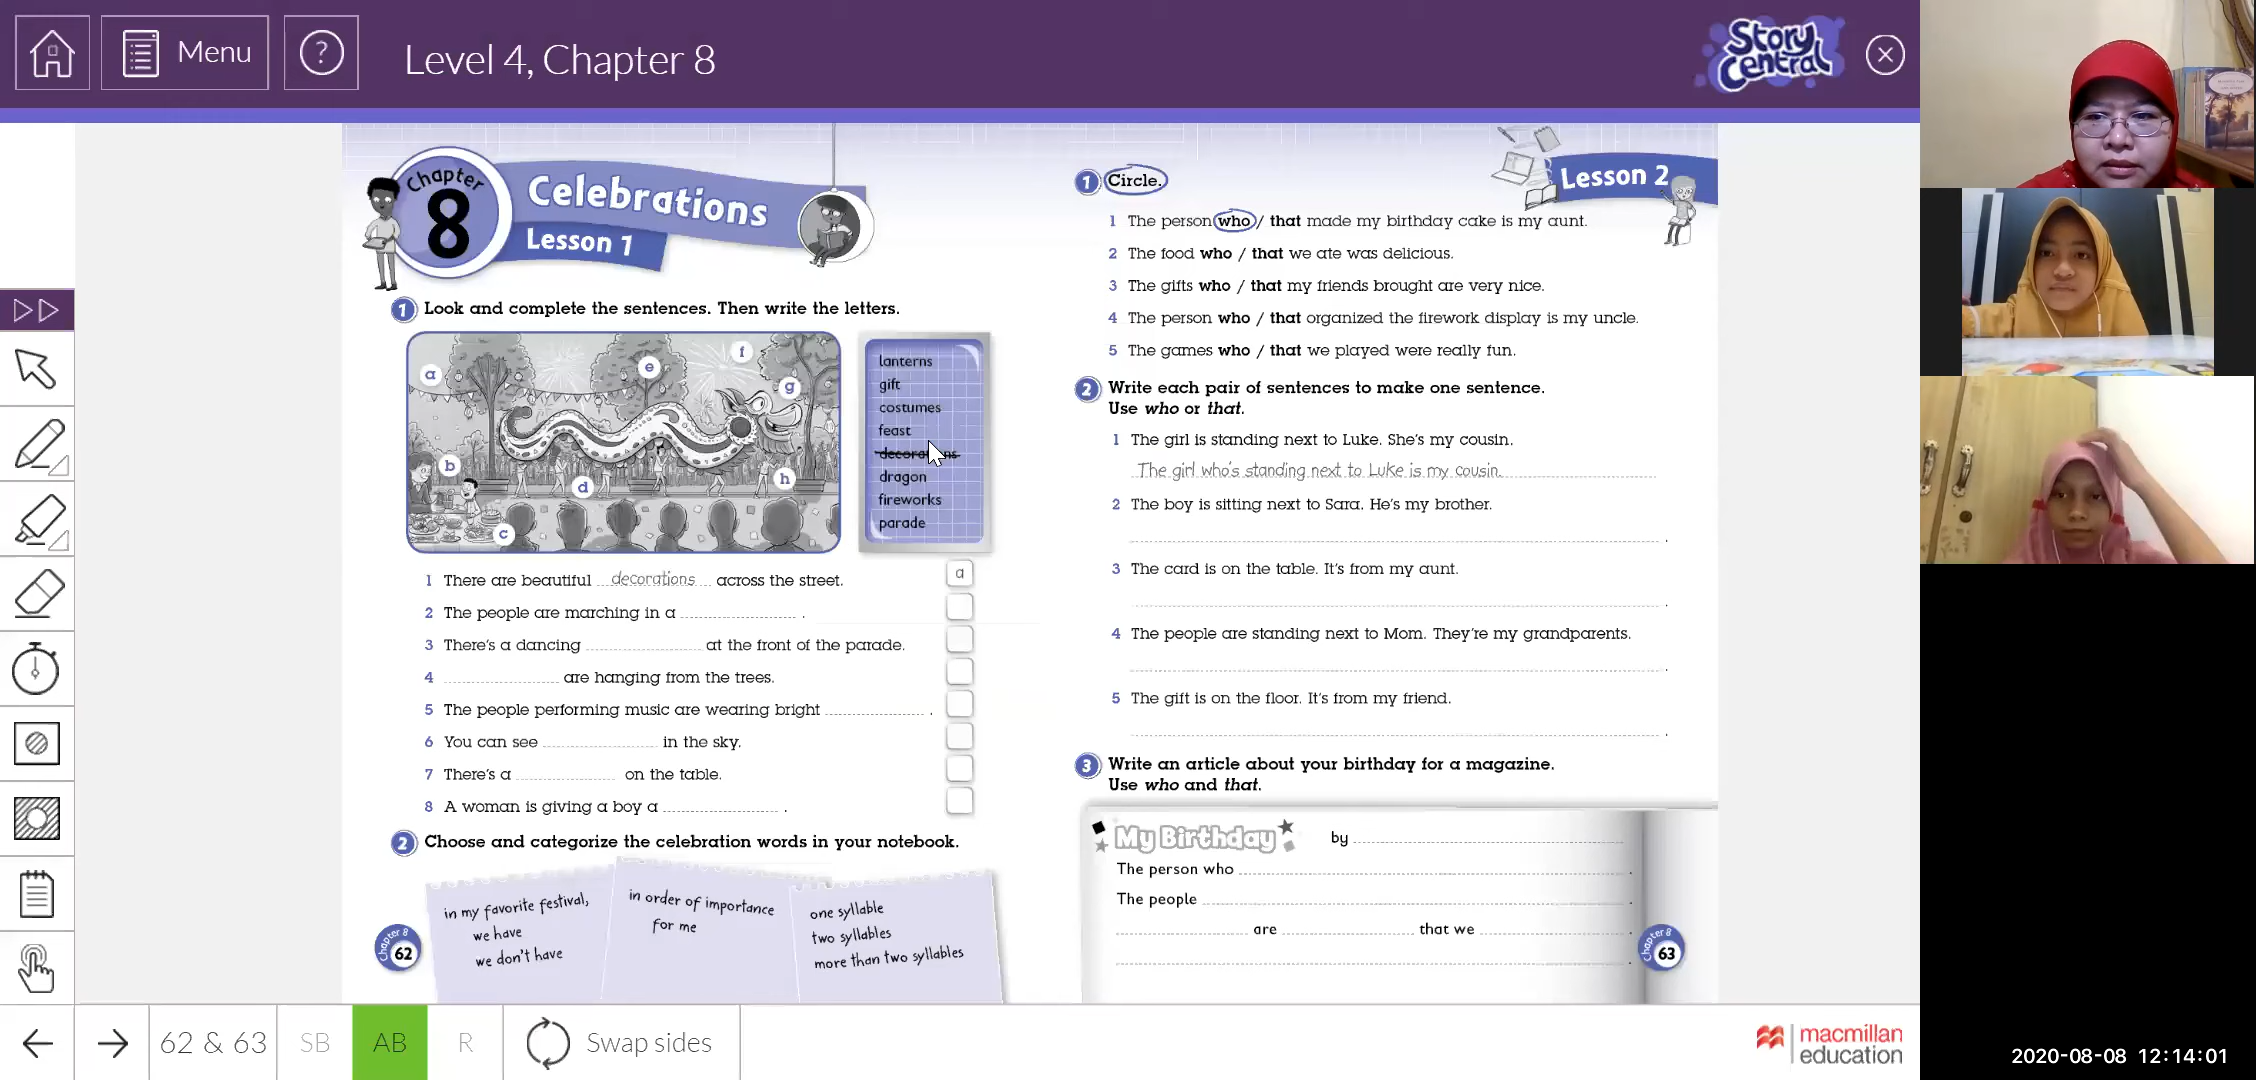 Menu
?
Level 4, Chapter 8
Story Central
Chapter 8
Celebrations
Lesson 1
1 Look and complete the sentences. Then write the letters.
a
b
c
d
e
f
g
h
lanterns
gift
costumes
feast
decorations
dragon
fireworks
parade
1 There are beautiful decorations across the street. a
2 The people are marching in a .
3 There's a dancing at the front of the parade.
4 are hanging from the trees.
5 The people performing music are wearing bright .
6 You can see in the sky.
7 There's a on the table.
8 A woman is giving a boy a .
2 Choose and categorize the celebration words in your notebook.
in my favorite festival,
we have
we don't have
in order of importance
for me
one syllable
two syllables
more than two syllables
Chapter 8
62
Lesson 2
1 Circle.
1 The person who / that made my birthday cake is my aunt.
2 The food who / that we ate was delicious.
3 The gifts who / that my friends brought are very nice.
4 The person who / that organized the firework display is my uncle.
5 The games who / that we played were really fun.
2 Write each pair of sentences to make one sentence.
Use who or that.
1 The girl is standing next to Luke. She's my cousin.
The girl who's standing next to Luke is my cousin.
2 The boy is sitting next to Sara. He's my brother.
.
3 The card is on the table. It's from my aunt.
.
4 The people are standing next to Mom. They're my grandparents.
.
5 The gift is on the floor. It's from my friend.
.
3 Write an article about your birthday for a magazine.
Use who and that.
My Birthday by
The person who .
The people .
are that we .
.
Chapter 8
63
62 & 63
SB
AB
R
Swap sides
macmillan
education
2020-08-08 12:14:01